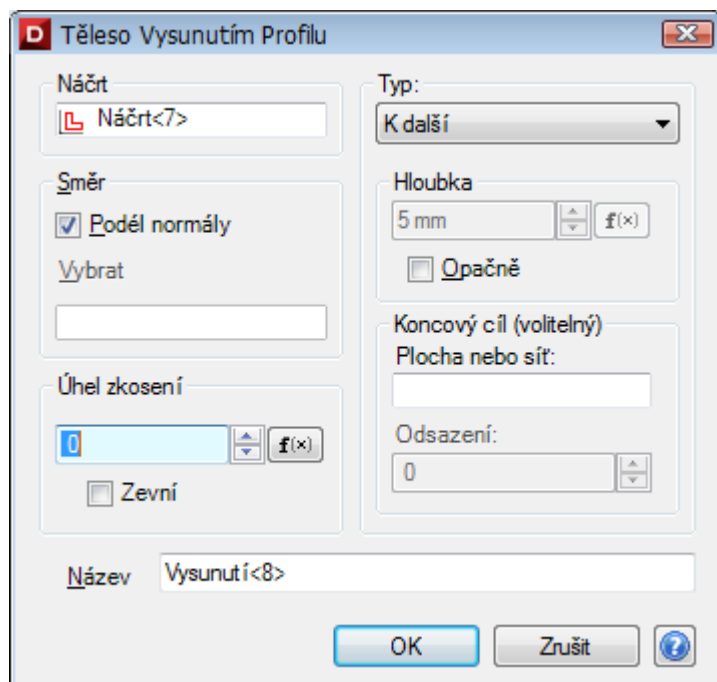 D Těleso Vysunutím Profilu
Náčrt
Náčrt<7>
Směr
Podél normály
Vybrat
Úhel zkosení
0 f(x)
Zevní
Typ:
K další
Hloubka
5 mm f(x)
Opačně
Koncový cíl (volitelný)
Plocha nebo síť:
Odsazení:
0
Název Vysunutí<8>
OK Zrušit ?